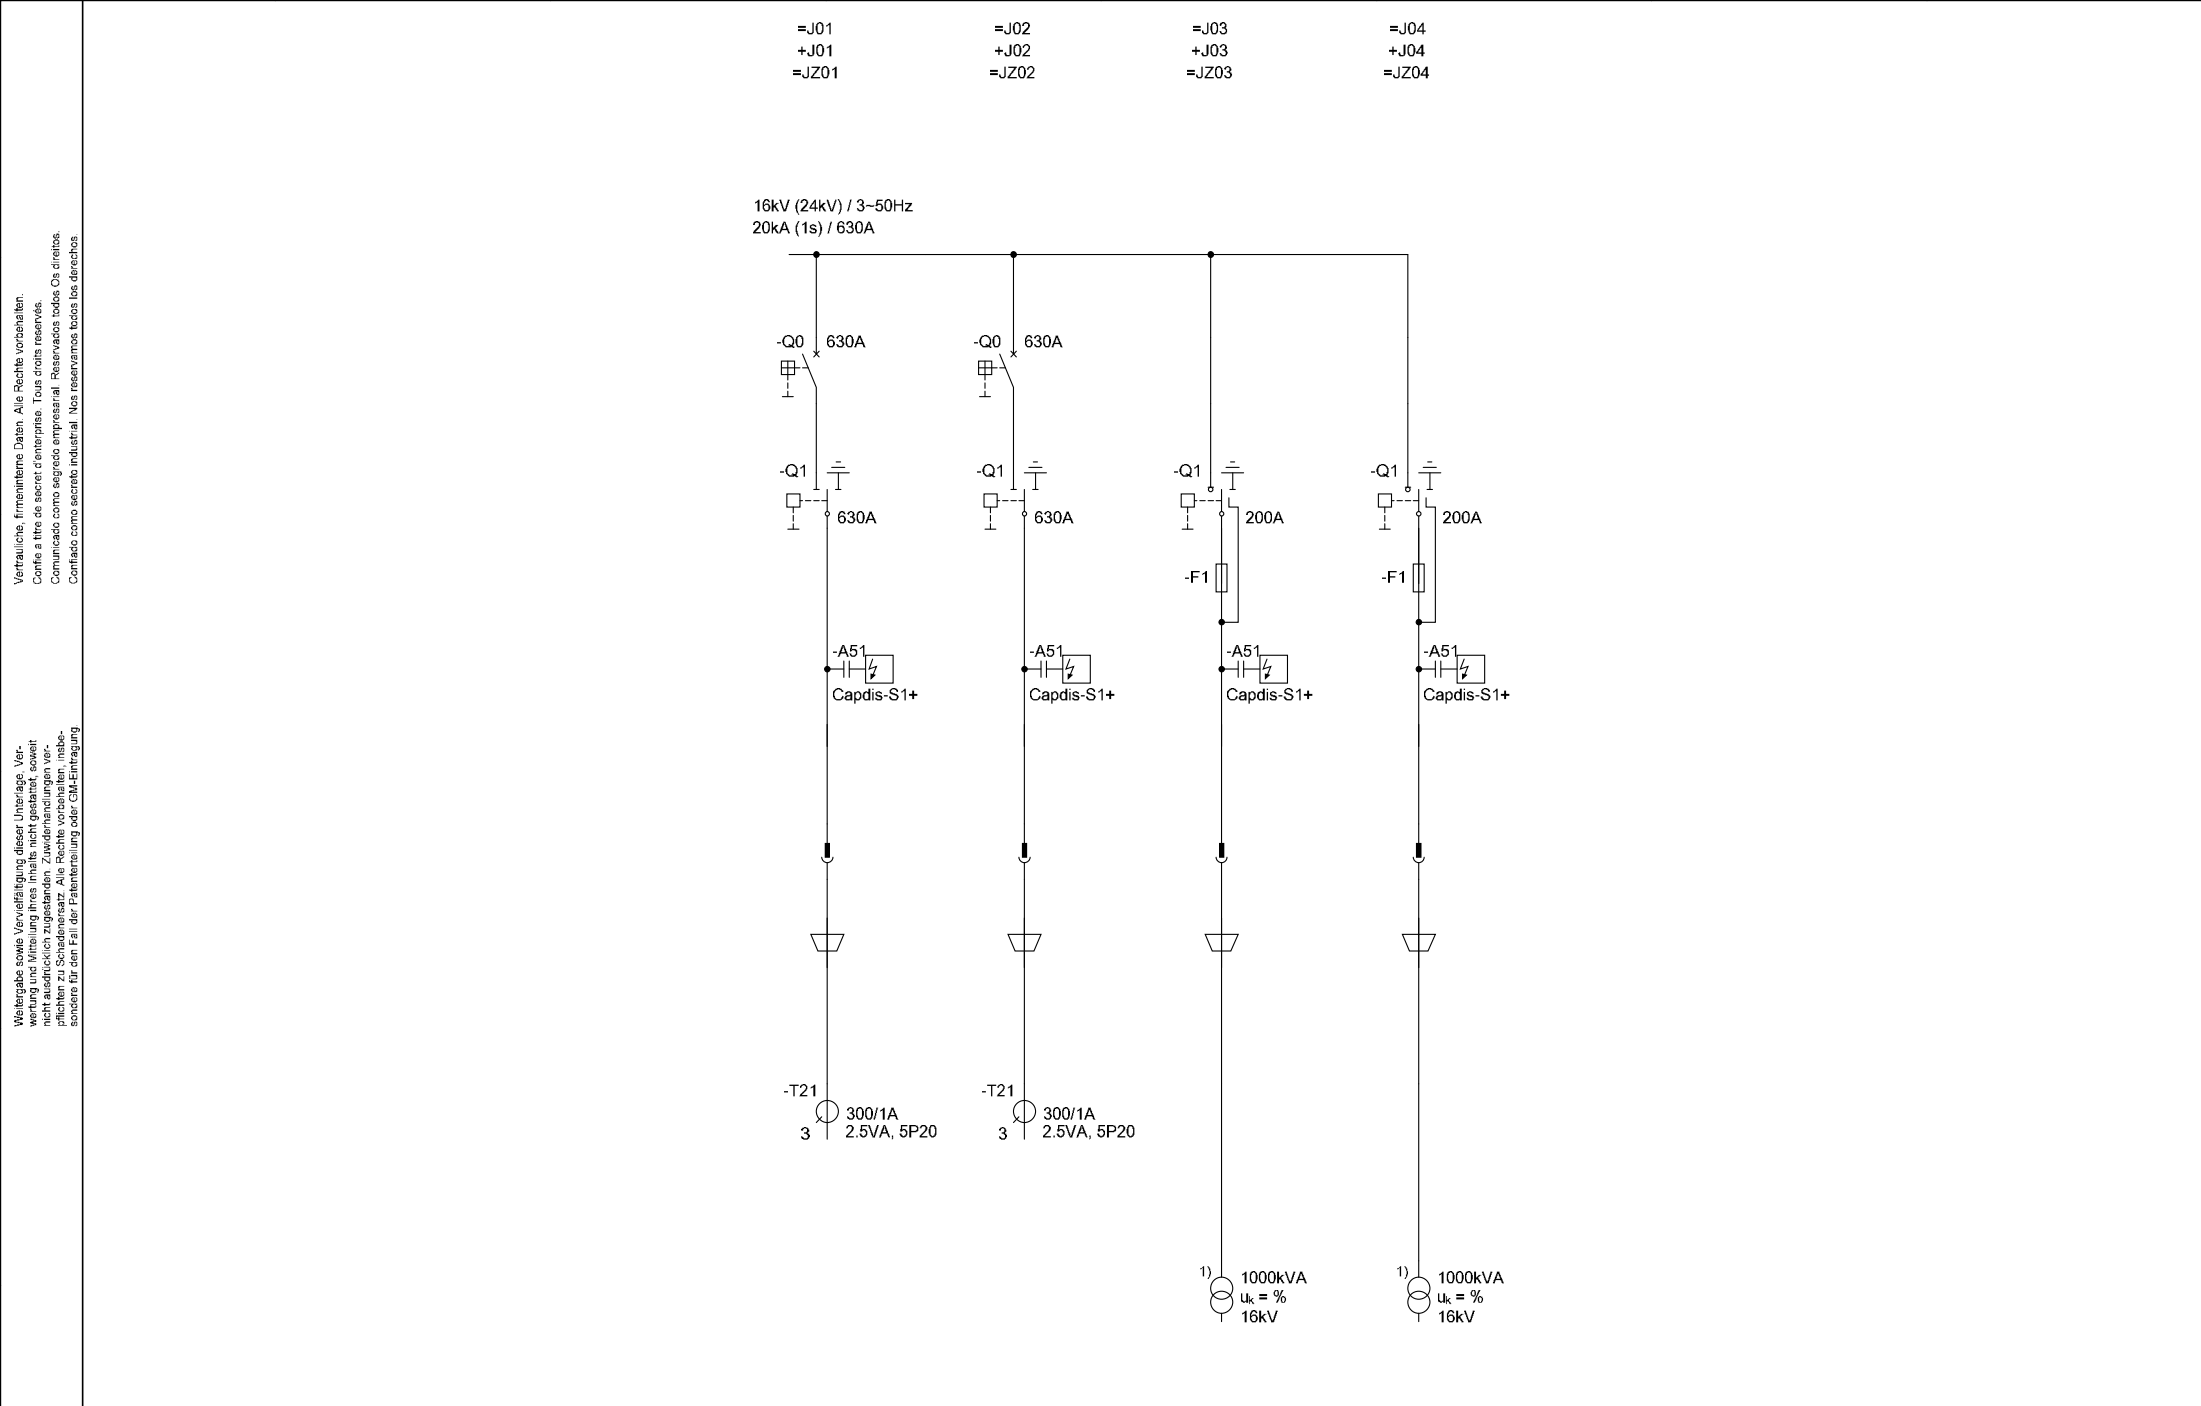 =J01
+J01
=JZ01
=J02
+J02
=JZ02
=J03
+J03
=JZ03
=J04
+J04
=JZ04
16kV (24kV) / 3~50Hz
20kA (1s) / 630A
-Q0 630A
-Q0 630A
-Q1
-Q1
-Q1
-Q1
630A
630A
200A
200A
-F1
-F1
-A51
-A51
-A51
-A51
Capdis-S1+
Capdis-S1+
Capdis-S1+
Capdis-S1+
-T21
300/1A
3
2.5VA, 5P20
-T21
300/1A
3
2.5VA, 5P20
1)
1000kVA
uk = %
16kV
1)
1000kVA
uk = %
16kV
Vertrauliche, firmeninterne Daten. Alle Rechte vorbehalten.
Confie a titre de secret d'enterprise. Tous droits reservés.
Comunicado como segredo empresarial. Reservados todos Os direitos.
Confiado como secreto industrial. Nos reservamos todos los derechos.
Weitergabe sowie Vervielfältigung dieser Unterlage, Ver-
wertung und Mitteilung ihres Inhalts nicht gestattet, soweit
nicht ausdrücklich zugestanden. Zuwiderhandlungen ver-
pflichten zu Schadenersatz. Alle Rechte vorbehalten, insbe-
sondere für den Fall der Patenterteilung oder GM-Eintragung